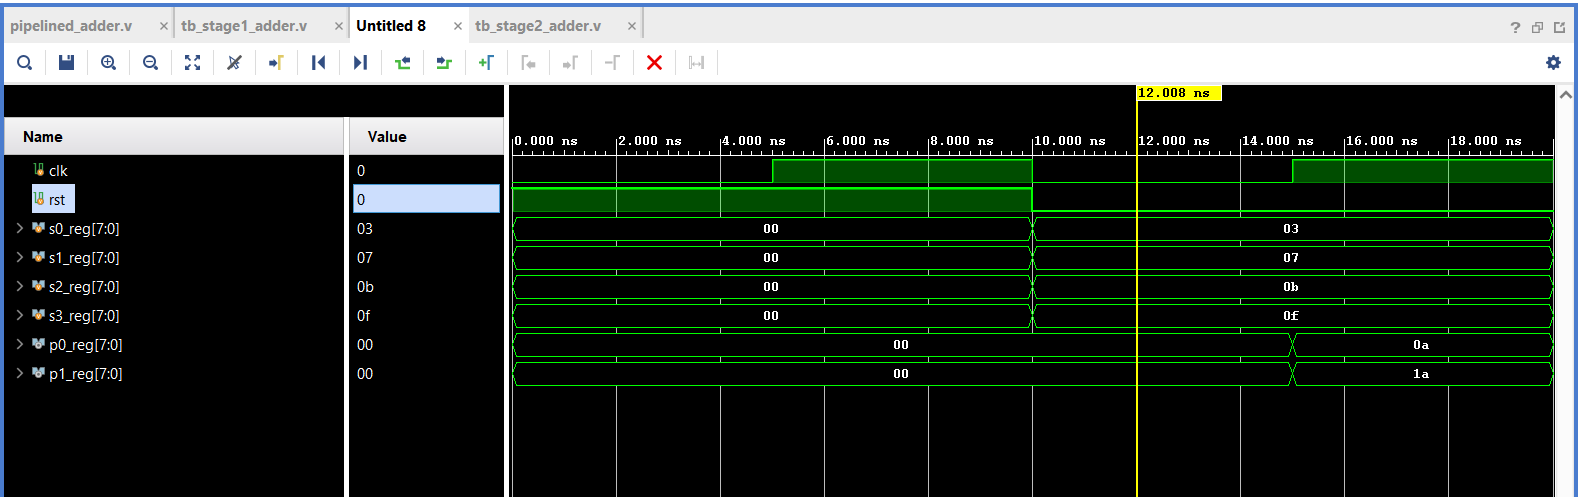 pipelined_adder.v × tb_stage1_adder.v × Untitled 8 × tb_stage2_adder.v × ?
12.008 ns
Name Value
0.000 ns 2.000 ns 4.000 ns 6.000 ns 8.000 ns 10.000 ns 12.000 ns 14.000 ns 16.000 ns 18.000 ns
clk 0
rst 0
s0_reg[7:0] 03 00 03
s1_reg[7:0] 07 00 07
s2_reg[7:0] 0b 00 0b
s3_reg[7:0] 0f 00 0f
p0_reg[7:0] 00 00 0a
p1_reg[7:0] 00 00 1a